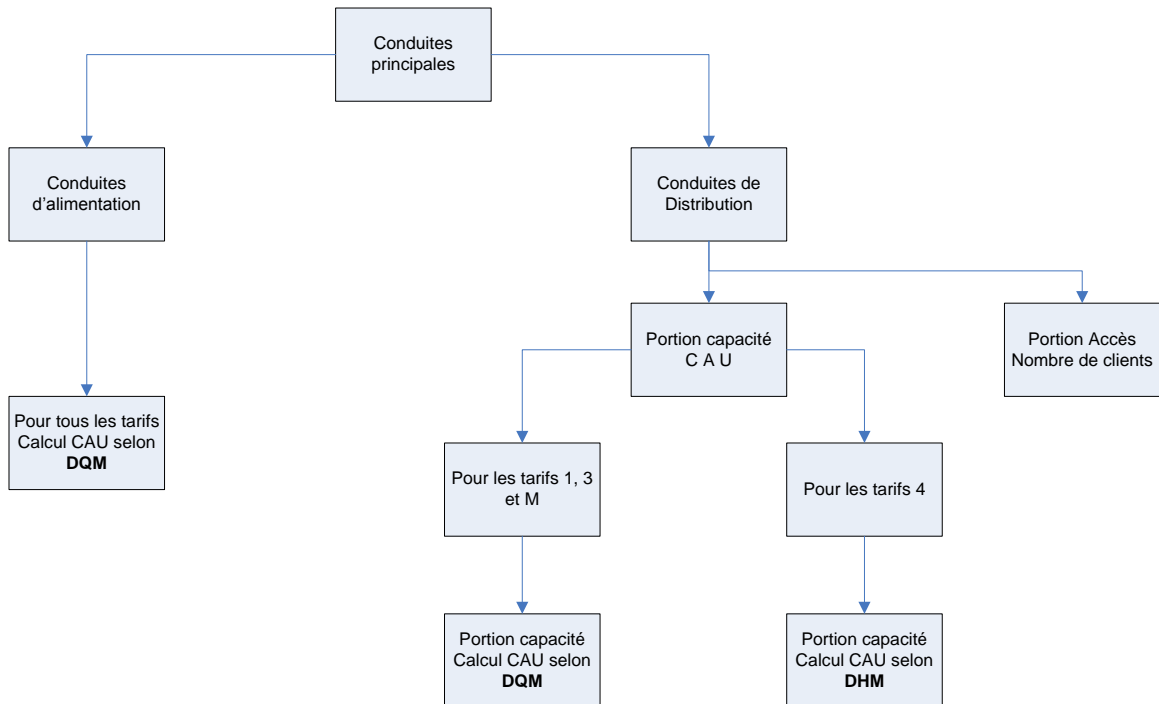 Conduites
principales
Conduites
d'alimentation
Conduites de
Distribution
Portion capacité
C A U
Portion Accès
Nombre de clients
Pour tous les tarifs
Calcul CAU selon
DQM
Pour les tarifs 1, 3
et M
Pour les tarifs 4
Portion capacité
Calcul CAU selon
DQM
Portion capacité
Calcul CAU selon
DHM